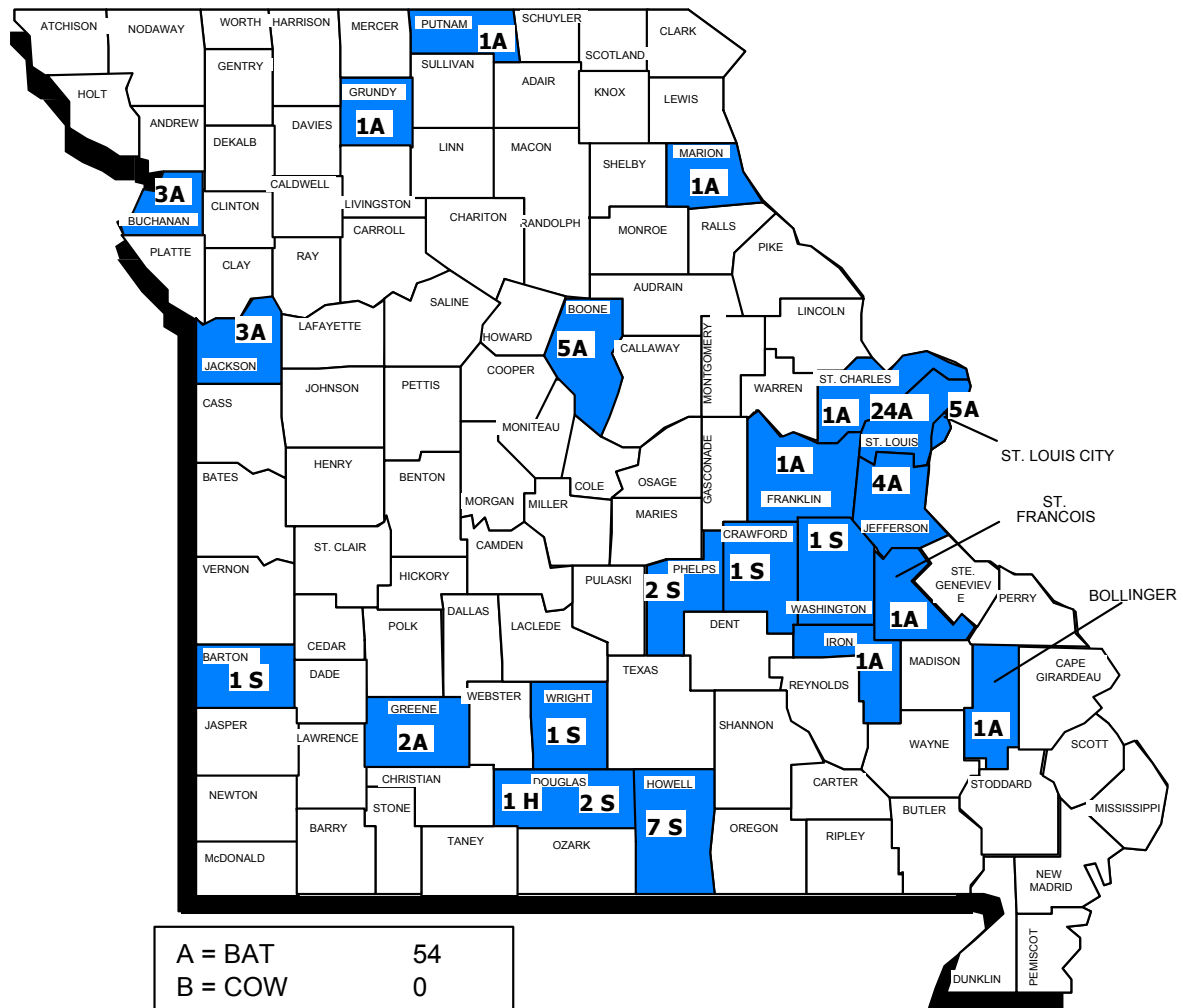 ATCHISON
NODAWAY
WORTH
HARRISON
MERCER
PUTNAM
1A
SCHUYLER
SCOTLAND
CLARK
GENTRY
SULLIVAN
ADAIR
KNOX
LEWIS
HOLT
GRUNDY
1A
ANDREW
DAVIES
DEKALB
LINN
MACON
SHELBY
MARION
1A
3A
BUCHANAN
CLINTON
CALDWELL
LIVINGSTON
CHARITON
RANDOLPH
MONROE
RALLS
PIKE
PLATTE
CLAY
RAY
CARROLL
AUDRAIN
SALINE
HOWARD
BOONE
5A
LINCOLN
3A
JACKSON
LAFAYETTE
CALLAWAY
MONTGOMERY
WARREN
ST. CHARLES
1A
24A
5A
ST. LOUIS
ST. LOUIS CITY
CASS
JOHNSON
PETTIS
COOPER
MONITEAU
COLE
OSAGE
GASCONADE
1A
FRANKLIN
4A
JEFFERSON
BATES
HENRY
BENTON
MORGAN
MILLER
MARIES
CRAWFORD
1 S
1 S
WASHINGTON
ST.
FRANCOIS
1A
VERNON
ST. CLAIR
HICKORY
CAMDEN
PULASKI
PHELPS
2 S
DENT
STE.
GENEVIEV
E
PERRY
BOLLINGER
1A
CEDAR
POLK
DALLAS
LACLEDE
TEXAS
IRON
1A
REYNOLDS
MADISON
CAPE
GIRARDEAU
BARTON
1 S
DADE
GREENE
2A
WEBSTER
WRIGHT
1 S
SHANNON
WAYNE
SCOTT
JASPER
LAWRENCE
CHRISTIAN
DOUGLAS
1 H
2 S
HOWELL
7 S
CARTER
STODDARD
MISSISSIPPI
NEWTON
STONE
BARRY
TANEY
OZARK
OREGON
RIPLEY
BUTLER
McDONALD
NEW
MADRID
PEMISCOT
DUNKLIN
A = BAT 54
B = COW 0